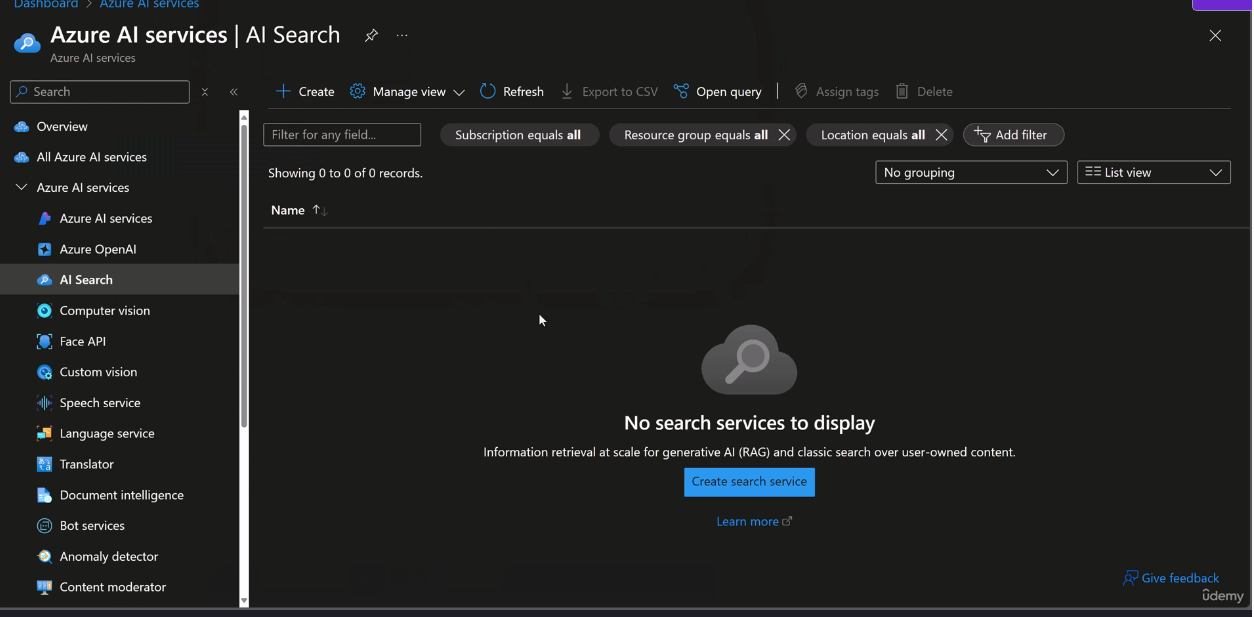 Dashboard > Azure AI services
Azure AI services | AI Search ...
Azure AI services
Search
Create Manage view Refresh Export to CSV Open query Assign tags Delete
Overview
All Azure AI services
Azure AI services
Azure AI services
Azure OpenAI
AI Search
Computer vision
Face API
Custom vision
Speech service
Language service
Translator
Document intelligence
Bot services
Anomaly detector
Content moderator
Filter for any field... Subscription equals all Resource group equals all Location equals all Add filter
Showing 0 to 0 of 0 records. No grouping List view
Name
No search services to display
Information retrieval at scale for generative AI (RAG) and classic search over user-owned content.
Create search service
Learn more
Give feedback
ûdemy